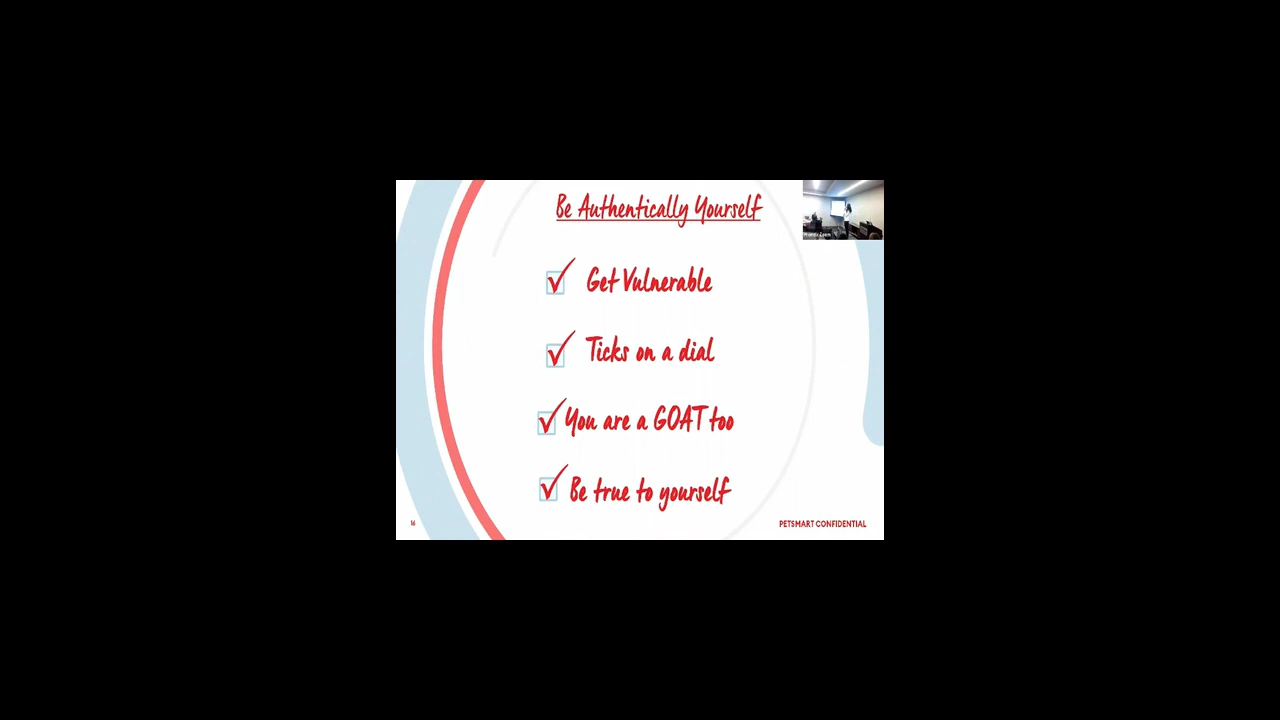 Be Authentically Yourself
Get Vulnerable
Ticks on a dial
You are a GOAT too
Be true to yourself
16
PETSMART CONFIDENTIAL